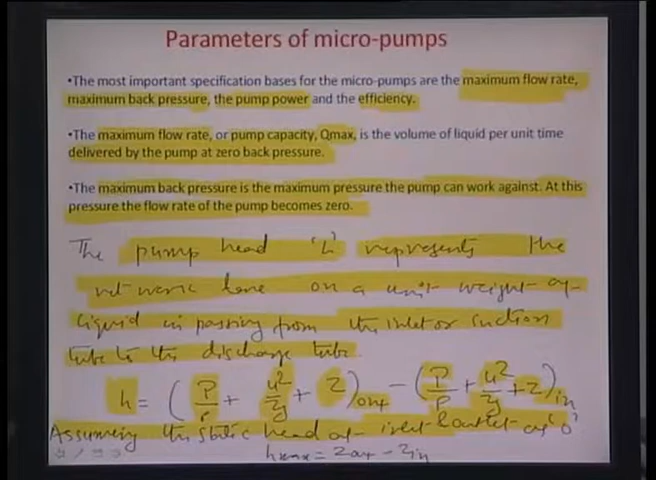 Parameters of micro-pumps
•The most important specification bases for the micro-pumps are the maximum flow rate,
maximum back pressure, the pump power and the efficiency.
•The maximum flow rate, or pump capacity, Qmax, is the volume of liquid per unit time
delivered by the pump at zero back pressure.
•The maximum back pressure is the maximum pressure the pump can work against. At this
pressure the flow rate of the pump becomes zero.
The pump head 'h' represents the
net work done on a unit weight of
liquid in passing from the inlet or suction
tube to the discharge tube.
h = (P/ρ + u²/2g + z)out - (P/ρ + u²/2g + z)in
Assuming the static head at inlet & outlet as '0'
hmax = zout - zin